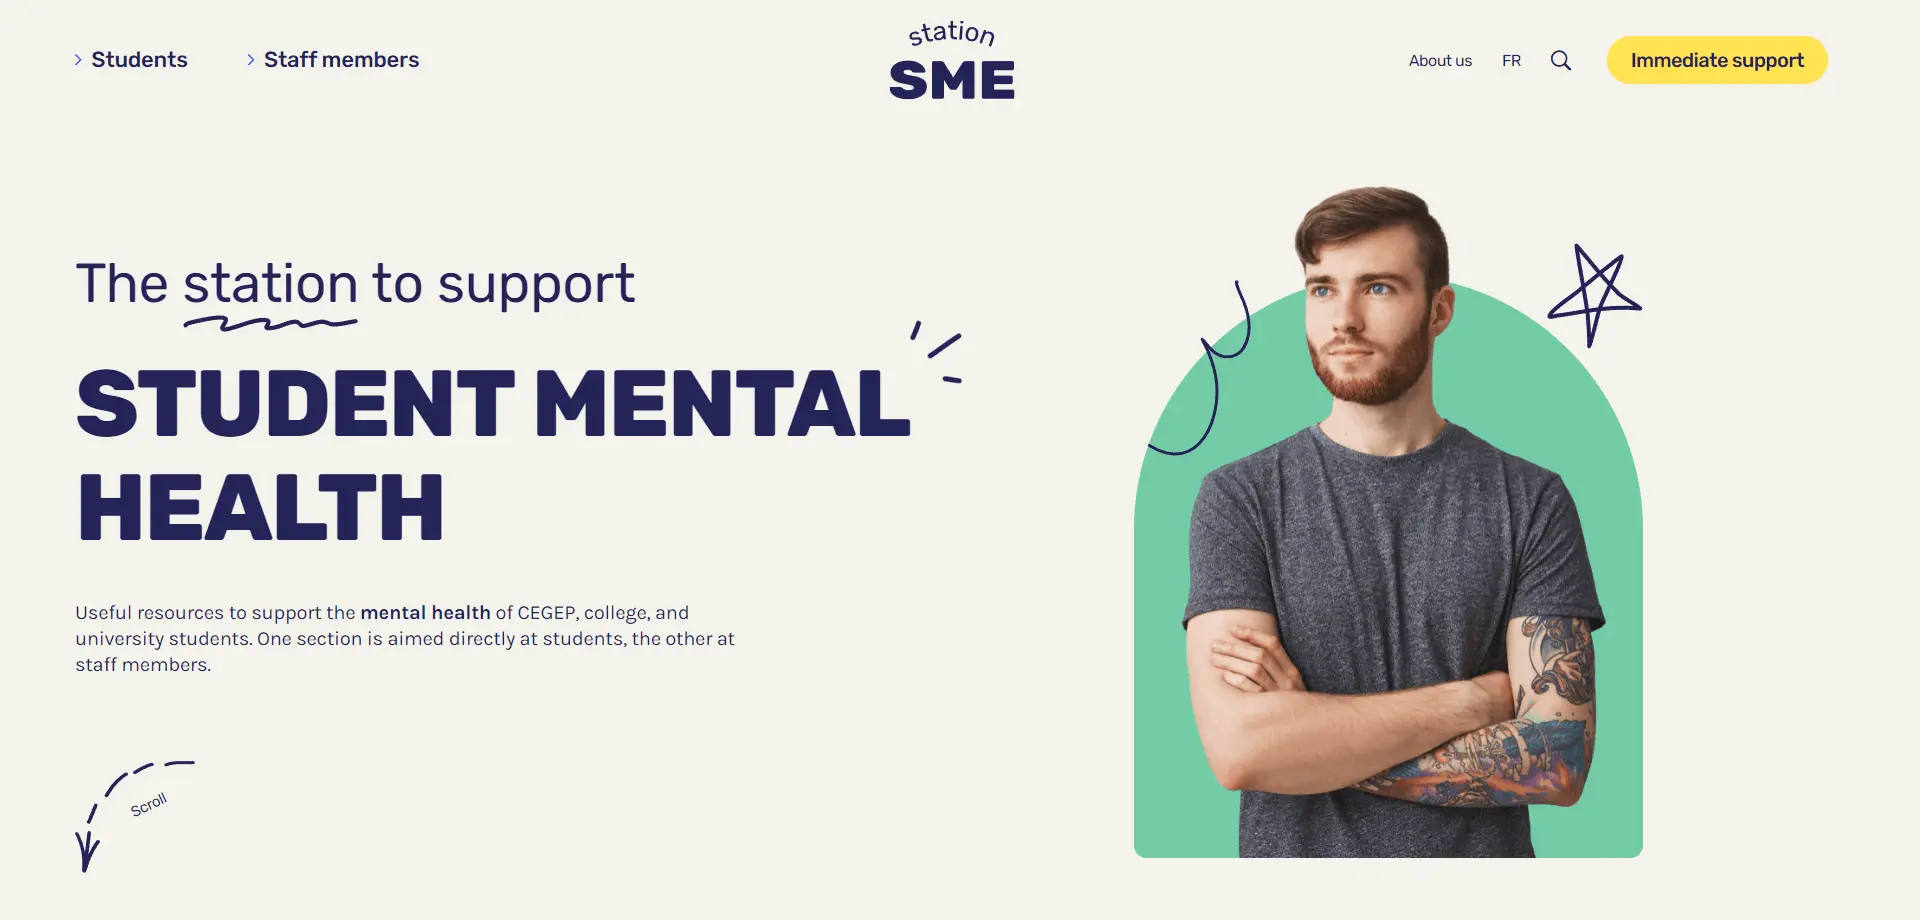 Students
Staff members
station
SME
About us
FR
Immediate support
The station to support
STUDENT MENTAL
HEALTH
Useful resources to support the mental health of CEGEP, college, and
university students. One section is aimed directly at students, the other at
staff members.
Scroll